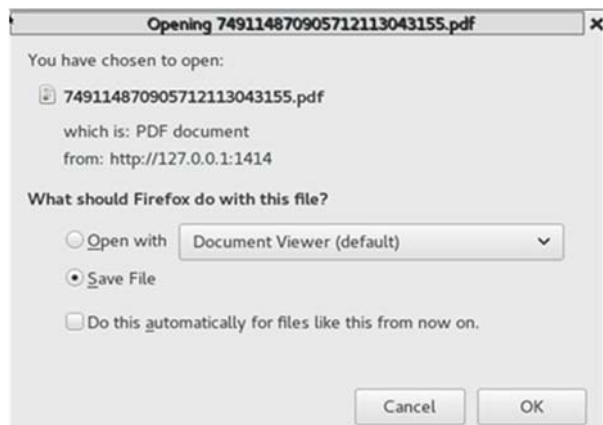 Opening 749114870905712113043155.pdf
You have chosen to open:
7491148709057121130​43155.pdf
which is: PDF document
from: http://127.0.0.1:1414
What should Firefox do with this file?
Open with Document Viewer (default)
Save File
Do this automatically for files like this from now on.
Cancel OK